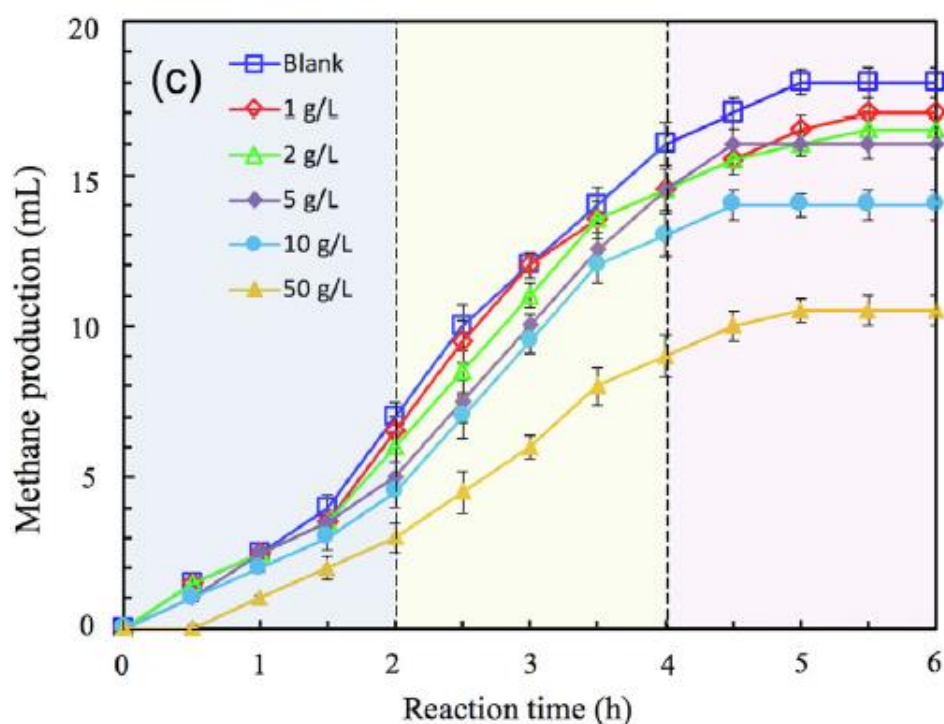 20
(c)
Blank
1 g/L
2 g/L
5 g/L
10 g/L
50 g/L
15
10
5
0
Methane production (mL)
0 1 2 3 4 5 6
Reaction time (h)